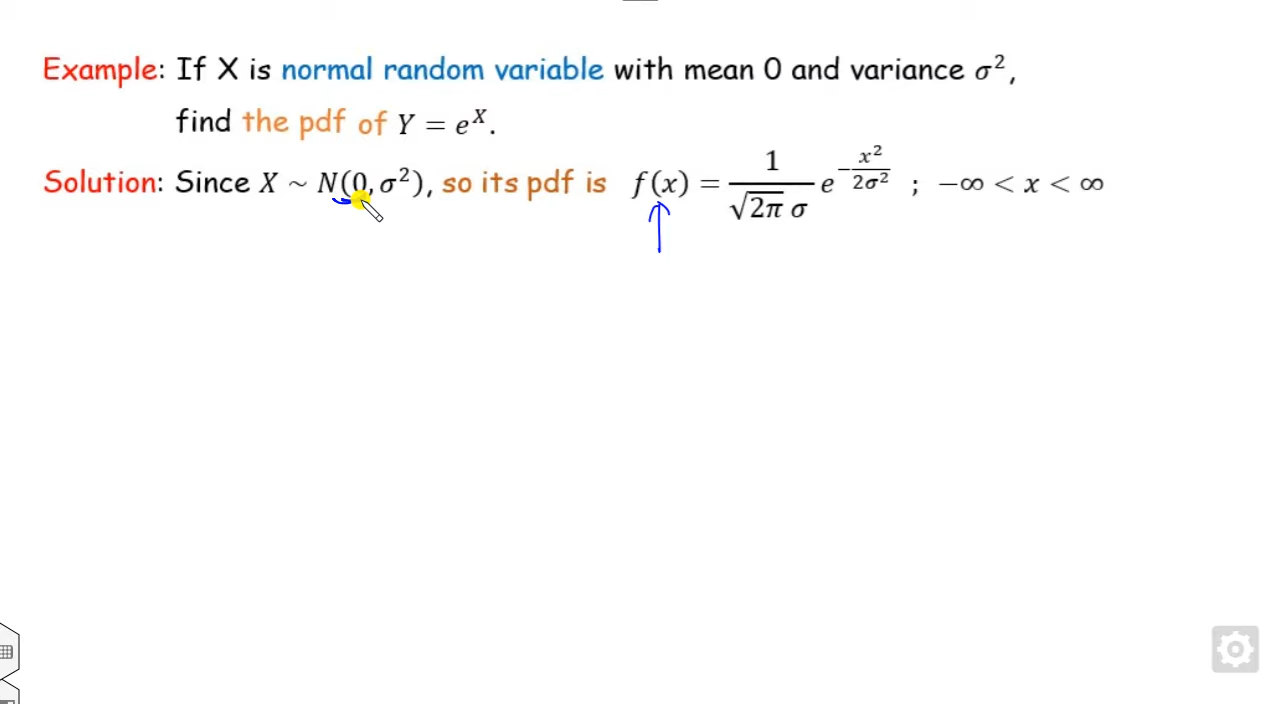 Example: If X is normal random variable with mean 0 and variance σ²,
find the pdf of Y = eˣ.
Solution: Since X ~ N(0, σ²), so its pdf is f(x) = 1/(√2π σ) e^(−x²/2σ²) ; −∞ < x < ∞